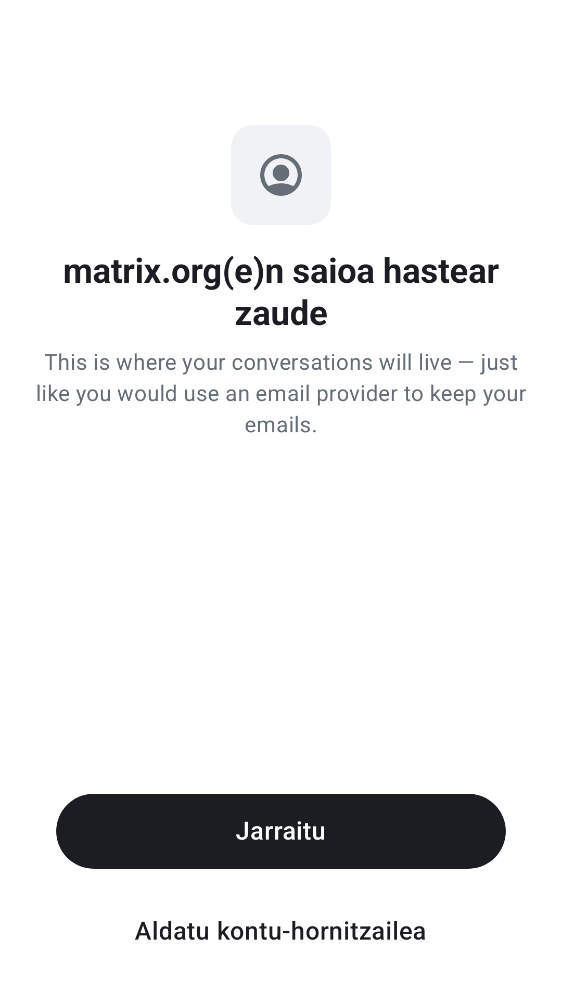 matrix.org(e)n saioa hastear
zaude
This is where your conversations will live — just
like you would use an email provider to keep your
emails.
Jarraitu
Aldatu kontu-hornitzailea